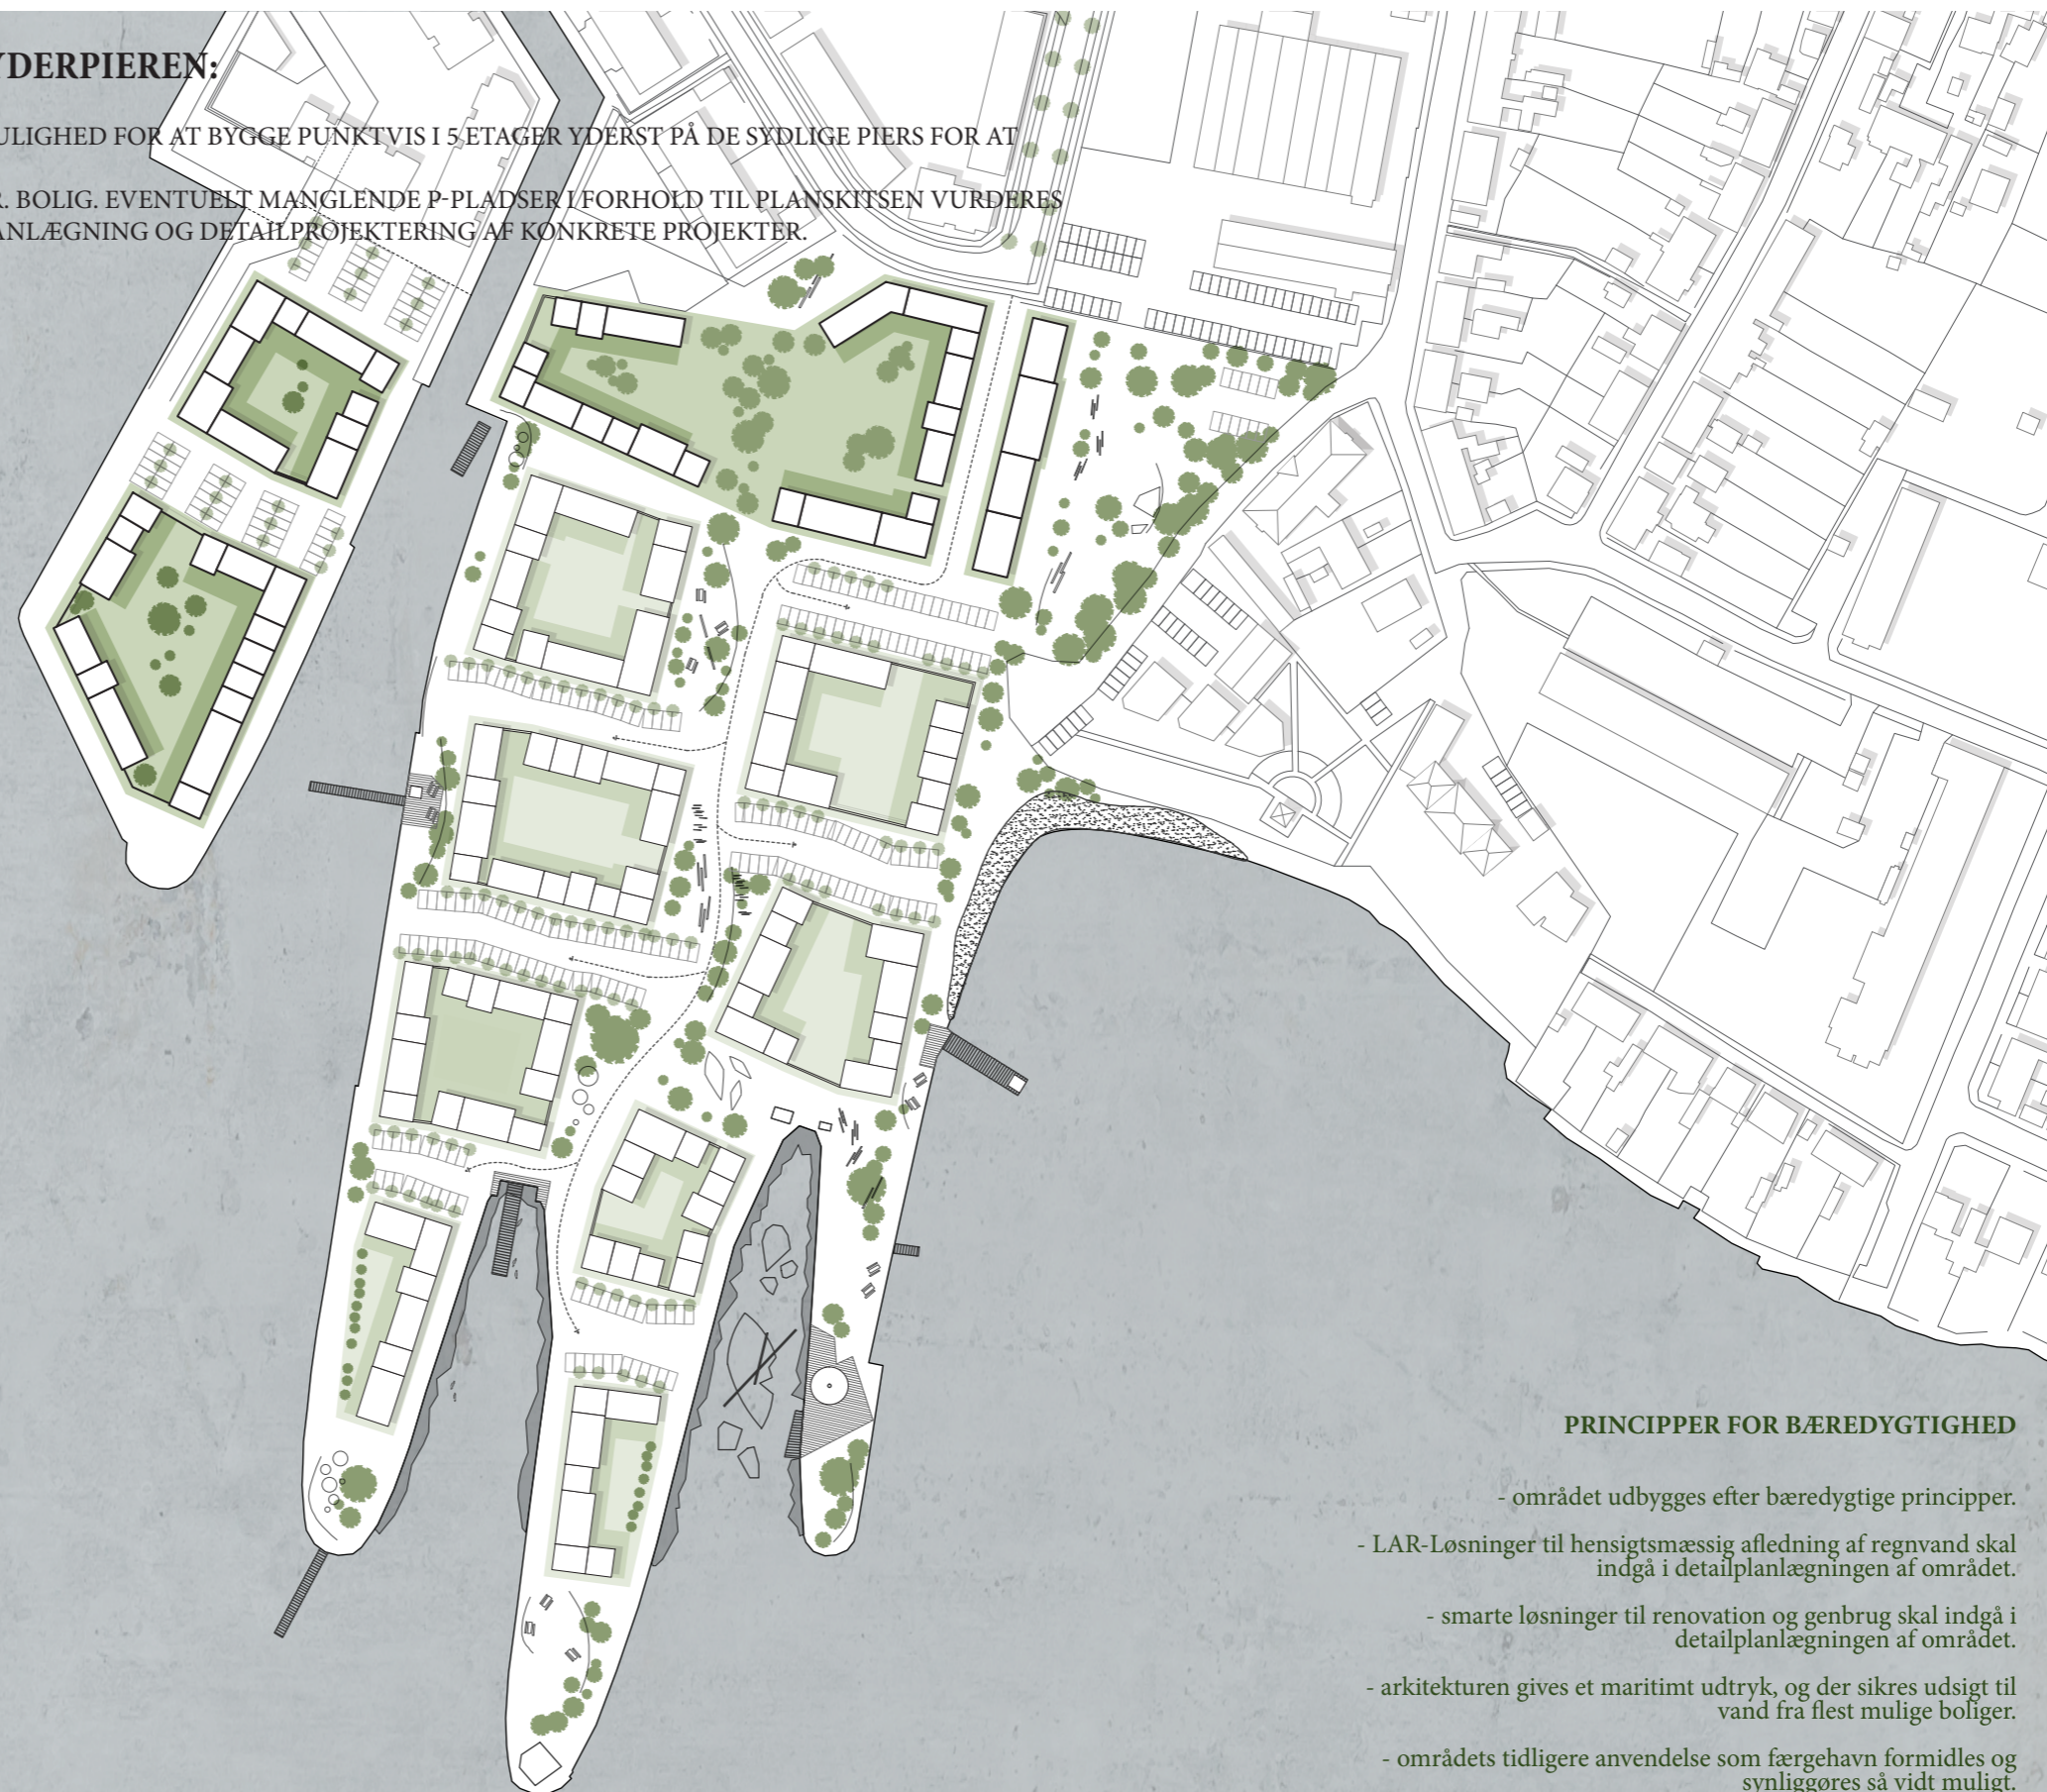 YDERPIEREN:
ULIGHED FOR AT BYGGE PUNKTVIS I 5 ETAGER YDERST PÅ DE SYDLIGE PIERS FOR AT
R. BOLIG. EVENTUELT MANGLENDE P-PLADSER I FORHOLD TIL PLANSKITSEN VURDERES
ANLÆGNING OG DETAILPROJEKTERING AF KONKRETE PROJEKTER.
PRINCIPPER FOR BÆREDYGTIGHED
- området udbygges efter bæredygtige principper.
- LAR-Løsninger til hensigtsmæssig afledning af regnvand skal
indgå i detailplanlægningen af området.
- smarte løsninger til renovation og genbrug skal indgå i
detailplanlægningen af området.
- arkitekturen gives et maritimt udtryk, og der sikres udsigt til
vand fra flest mulige boliger.
- områdets tidligere anvendelse som færgehavn formidles og
synliggøres så vidt muligt.